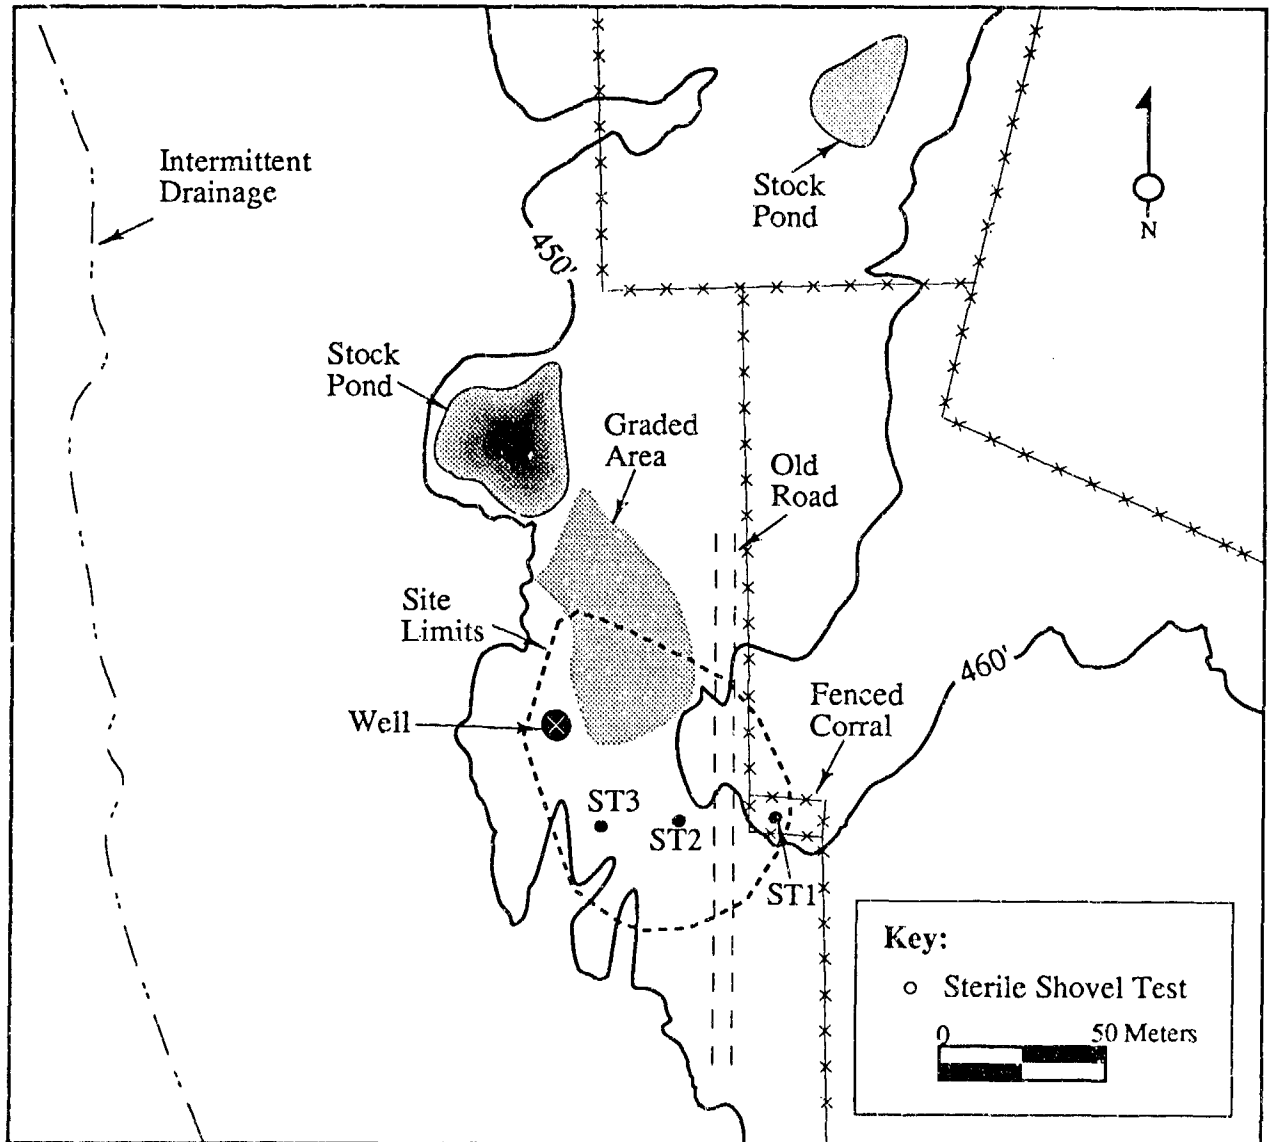 Intermittent
Drainage
Stock
Pond
N
450'
Stock
Pond
Graded
Area
Old
Road
Site
Limits
460'
Fenced
Corral
Well
ST3
ST2
ST1
Key:
Sterile Shovel Test
0 50 Meters